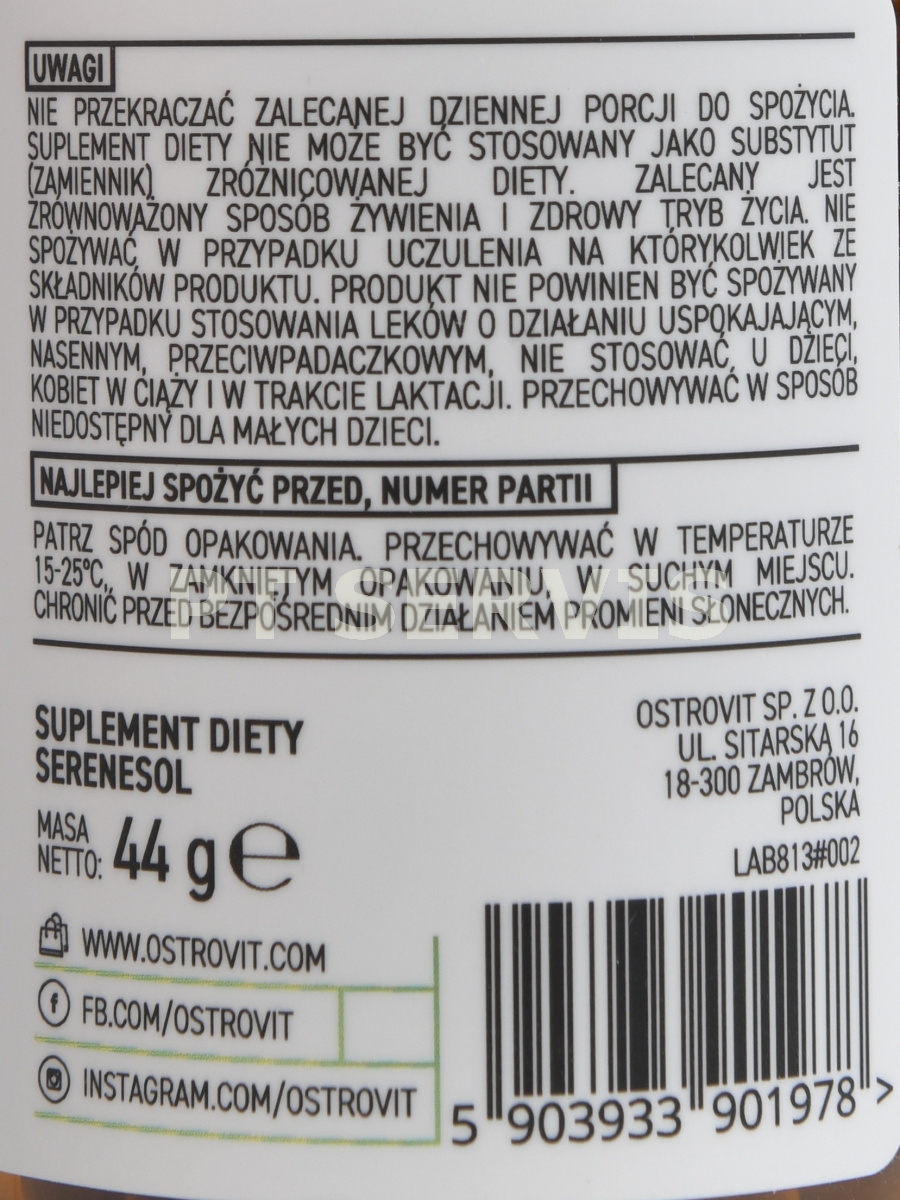 UWAGI
NIE PRZEKRACZAĆ ZALECANEJ DZIENNEJ PORCJI DO SPOŻYCIA.
SUPLEMENT DIETY NIE MOŻE BYĆ STOSOWANY JAKO SUBSTYTUT
(ZAMIENNIK) ZRÓŻNICOWANEJ DIETY. ZALECANY JEST
ZRÓWNOWAŻONY SPOSÓB ŻYWIENIA I ZDROWY TRYB ŻYCIA. NIE
SPOŻYWAĆ W PRZYPADKU UCZULENIA NA KTÓRYKOLWIEK ZE
SKŁADNIKÓW PRODUKTU. PRODUKT NIE POWINIEN BYĆ SPOŻYWANY
W PRZYPADKU STOSOWANIA LEKÓW O DZIAŁANIU USPOKAJAJĄCYM,
NASENNYM, PRZECIWPADACZKOWYM, NIE STOSOWAĆ U DZIECI,
KOBIET W CIĄŻY I W TRAKCIE LAKTACJI. PRZECHOWYWAĆ W SPOSÓB
NIEDOSTĘPNY DLA MAŁYCH DZIECI.
NAJLEPIEJ SPOŻYĆ PRZED, NUMER PARTII
PATRZ SPÓD OPAKOWANIA. PRZECHOWYWAĆ W TEMPERATURZE
15-25°C, W ZAMKNIĘTYM OPAKOWANIU, W SUCHYM MIEJSCU.
CHRONIĆ PRZED BEZPOŚREDNIM DZIAŁANIEM PROMIENI SŁONECZNYCH.
SUPLEMENT DIETY
SERENESOL
MASA
NETTO: 44 g e
WWW.OSTROVIT.COM
FB.COM/OSTROVIT
INSTAGRAM.COM/OSTROVIT
OSTROVIT SP. Z O.O.
UL. SITARSKA 16
18-300 ZAMBRÓW,
POLSKA
LAB813#002
5 903933 901978 >